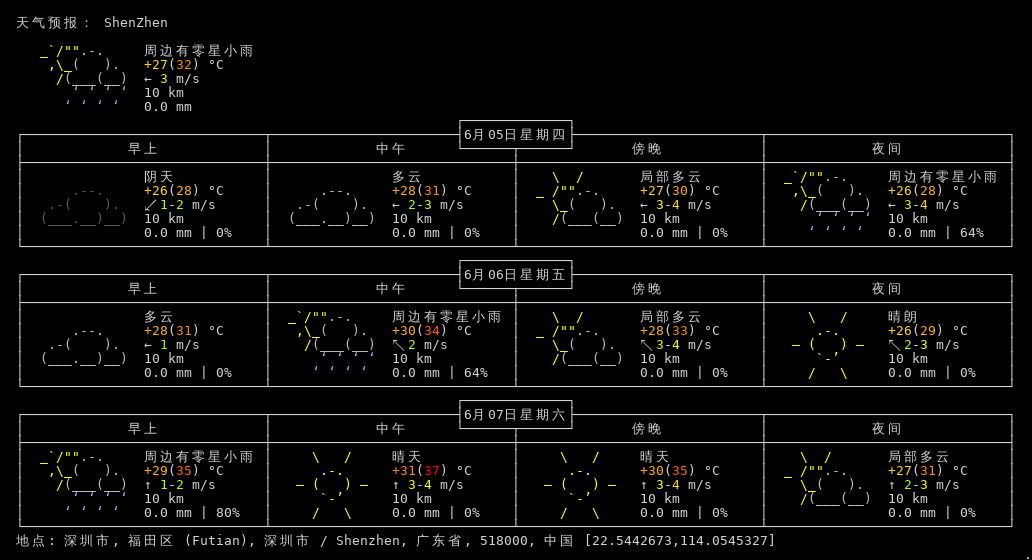 天气预报： ShenZhen
周边有零星小雨
+27(32) °C
← 3 m/s
10 km
0.0 mm
6月05日星期四
早上 中午 傍晚 夜间
阴天 多云 局部多云 周边有零星小雨
+26(28) °C +28(31) °C +27(30) °C +26(28) °C
↙ 1-2 m/s ← 2-3 m/s ← 3-4 m/s ← 3-4 m/s
10 km 10 km 10 km 10 km
0.0 mm | 0% 0.0 mm | 0% 0.0 mm | 0% 0.0 mm | 64%
6月06日星期五
早上 中午 傍晚 夜间
多云 周边有零星小雨 局部多云 晴朗
+28(31) °C +30(34) °C +28(33) °C +26(29) °C
← 1 m/s ↖ 2 m/s ↖ 3-4 m/s ↖ 2-3 m/s
10 km 10 km 10 km 10 km
0.0 mm | 0% 0.0 mm | 64% 0.0 mm | 0% 0.0 mm | 0%
6月07日星期六
早上 中午 傍晚 夜间
周边有零星小雨 晴天 晴天 局部多云
+29(35) °C +31(37) °C +30(35) °C +27(31) °C
↑ 1-2 m/s ↑ 3-4 m/s ↑ 3-4 m/s ↑ 2-3 m/s
10 km 10 km 10 km 10 km
0.0 mm | 80% 0.0 mm | 0% 0.0 mm | 0% 0.0 mm | 0%
地点: 深圳市, 福田区 (Futian), 深圳市 / Shenzhen, 广东省, 518000, 中国 [22.5442673,114.0545327]